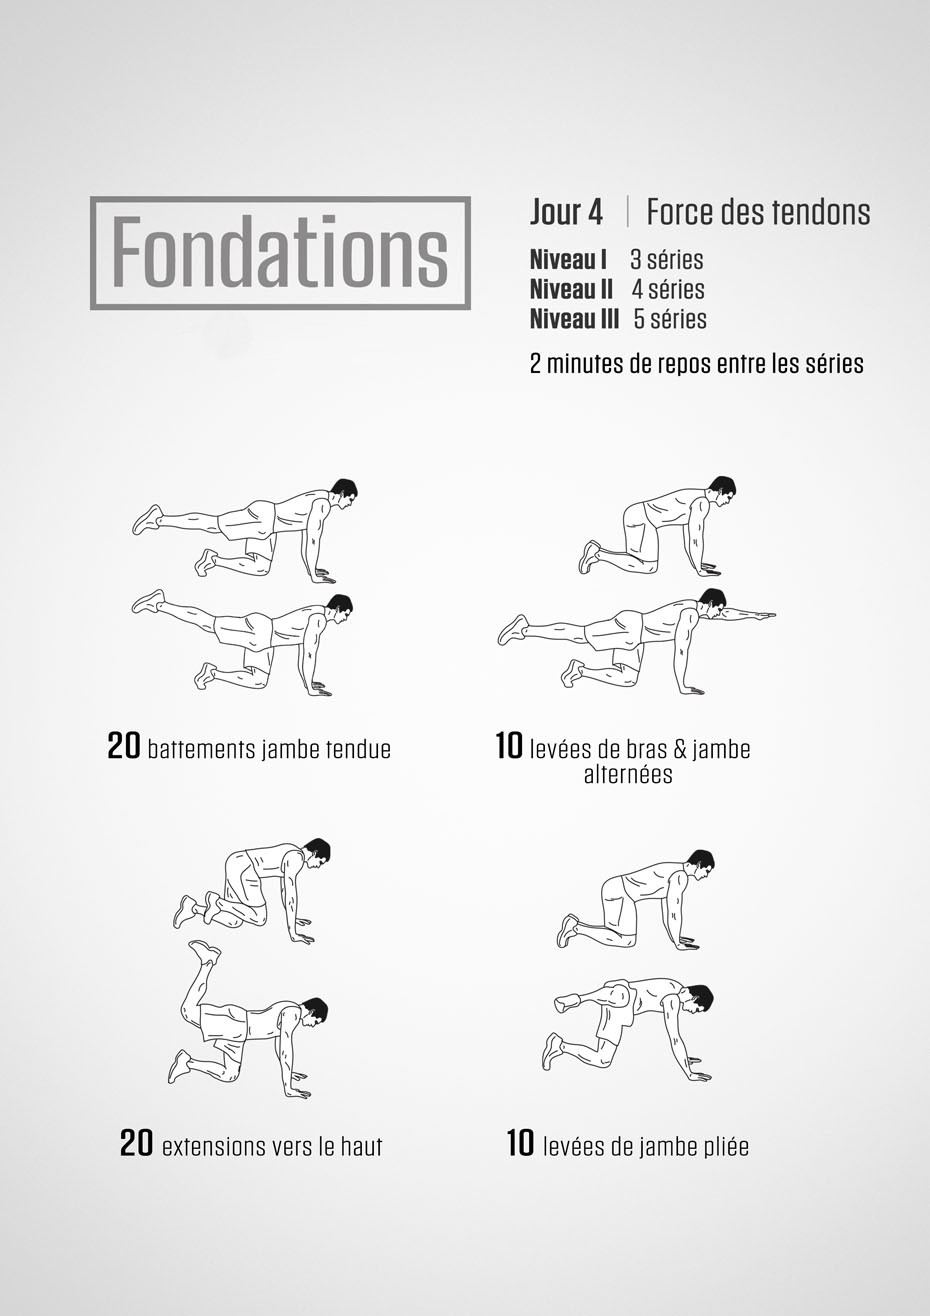 Fondations
Jour 4 | Force des tendons
Niveau I 3 séries
Niveau II 4 séries
Niveau III 5 séries
2 minutes de repos entre les séries
20 battements jambe tendue
10 levées de bras & jambe
alternées
20 extensions vers le haut
10 levées de jambe pliée